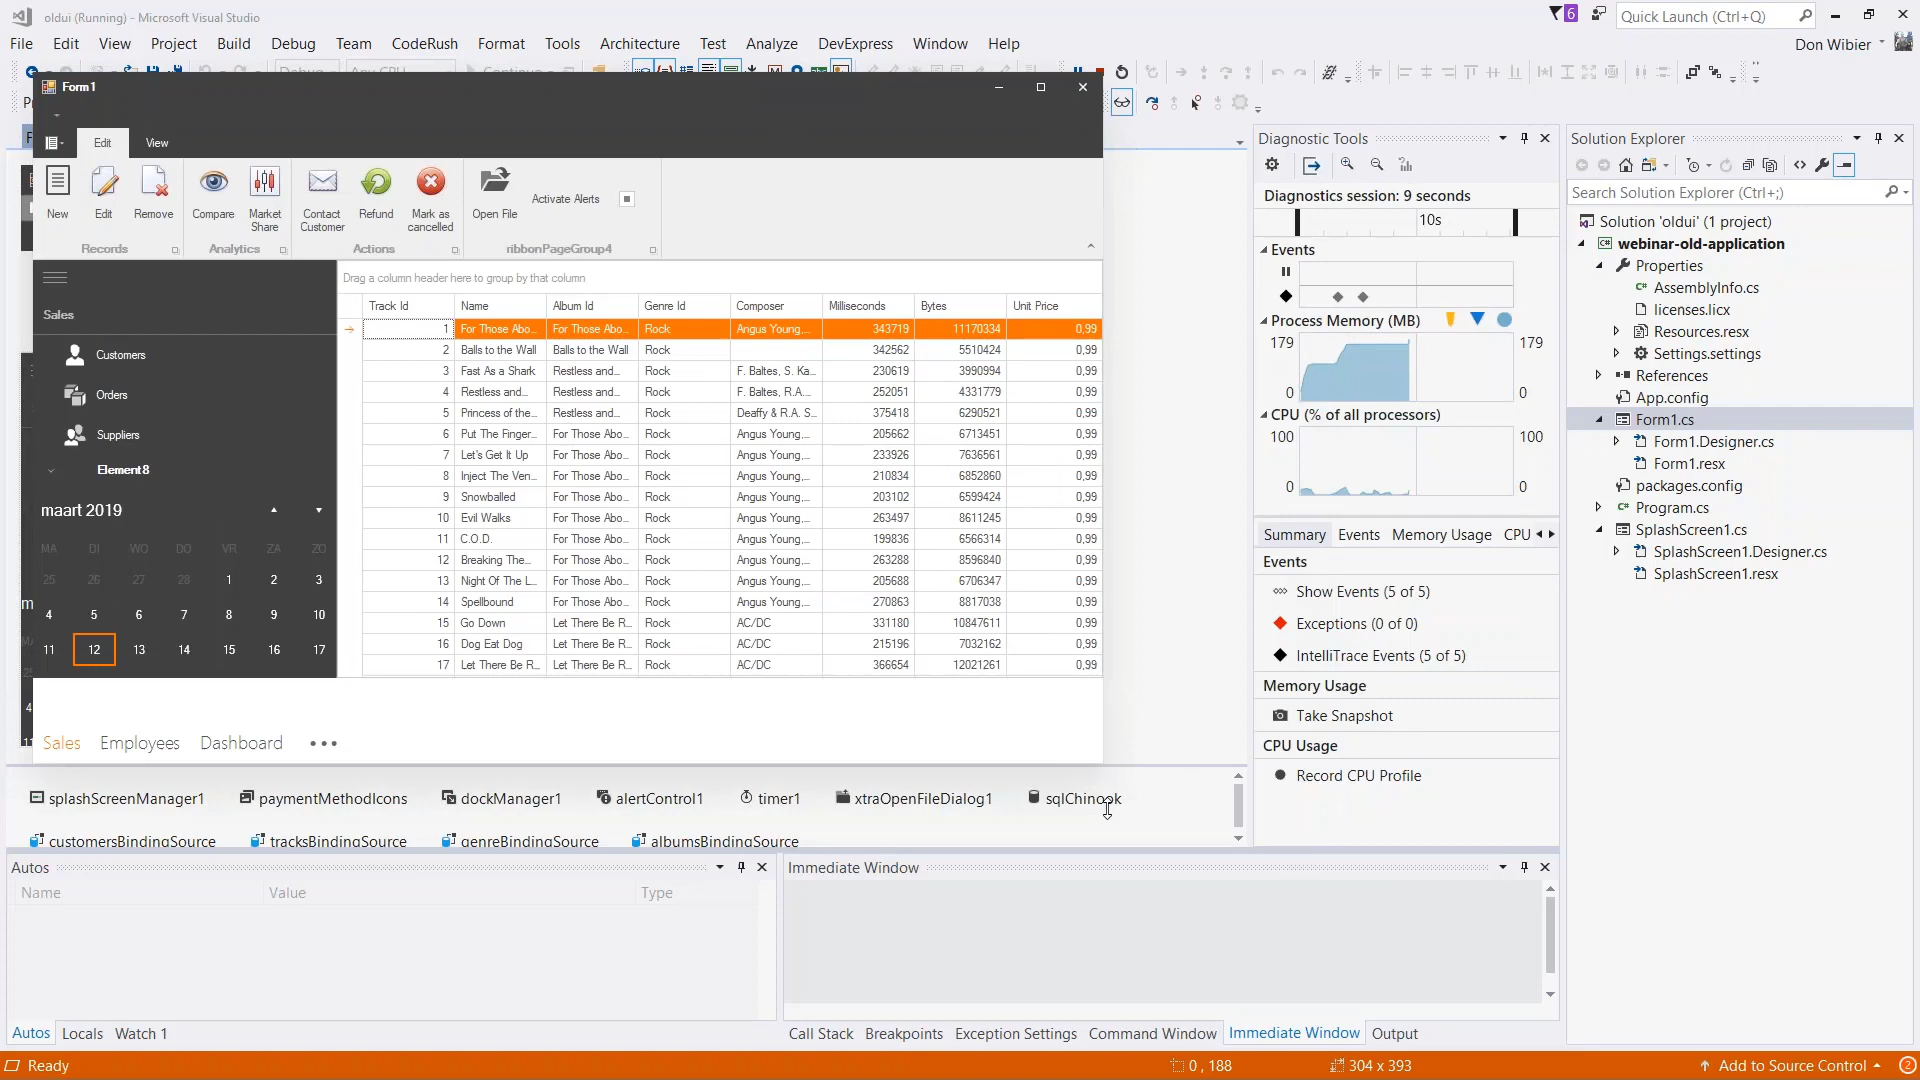 oldui (Running) - Microsoft Visual Studio
6
Quick Launch (Ctrl+Q)
File Edit View Project Build Debug Team CodeRush Format Tools Architecture Test Analyze DevExpress Window Help
Don Wibier
Form1
Edit View
New Edit Remove Compare Market Share Contact Customer Refund Mark as cancelled Open File Activate Alerts
Records Analytics Actions ribbonPageGroup4
Sales
Customers
Orders
Suppliers
Element8
maart 2019
MA DI WO DO VR ZA ZO
25 26 27 28 1 2 3
4 5 6 7 8 9 10
11 12 13 14 15 16 17
Drag a column header here to group by that column
Track Id Name Album Id Genre Id Composer Milliseconds Bytes Unit Price
1 For Those Abo... For Those Abo... Rock Angus Young,... 343719 11170334 0,99
2 Balls to the Wall Balls to the Wall Rock 342562 5510424 0,99
3 Fast As a Shark Restless and... Rock F. Baltes, S. Ka... 230619 3990994 0,99
4 Restless and... Restless and... Rock F. Baltes, R.A.... 252051 4331779 0,99
5 Princess of the... Restless and... Rock Deaffy & R.A. S... 375418 6290521 0,99
6 Put The Finger... For Those Abo... Rock Angus Young,... 205662 6713451 0,99
7 Let's Get It Up For Those Abo... Rock Angus Young,... 233926 7636561 0,99
8 Inject The Ven... For Those Abo... Rock Angus Young,... 210834 6852860 0,99
9 Snowballed For Those Abo... Rock Angus Young,... 203102 6599424 0,99
10 Evil Walks For Those Abo... Rock Angus Young,... 263497 8611245 0,99
11 C.O.D. For Those Abo... Rock Angus Young,... 199836 6566314 0,99
12 Breaking The... For Those Abo... Rock Angus Young,... 263288 8596840 0,99
13 Night Of The L... For Those Abo... Rock Angus Young,... 205688 6706347 0,99
14 Spellbound For Those Abo... Rock Angus Young,... 270863 8817038 0,99
15 Go Down Let There Be R... Rock AC/DC 331180 10847611 0,99
16 Dog Eat Dog Let There Be R... Rock AC/DC 215196 7032162 0,99
17 Let There Be R... Let There Be R... Rock AC/DC 366654 12021261 0,99
Sales Employees Dashboard •••
splashScreenManager1 paymentMethodIcons dockManager1 alertControl1 timer1 xtraOpenFileDialog1 sqlChinook
customersBindingSource tracksBindingSource genreBindingSource albumsBindingSource
Autos
Name Value Type
Autos Locals Watch 1
Immediate Window
Call Stack Breakpoints Exception Settings Command Window Immediate Window Output
Diagnostic Tools
Diagnostics session: 9 seconds
10s
Events
Process Memory (MB)
179 179
0 0
CPU (% of all processors)
100 100
0 0
Summary Events Memory Usage CPU
Events
Show Events (5 of 5)
Exceptions (0 of 0)
IntelliTrace Events (5 of 5)
Memory Usage
Take Snapshot
CPU Usage
Record CPU Profile
Solution Explorer
Search Solution Explorer (Ctrl+;)
Solution 'oldui' (1 project)
webinar-old-application
Properties
AssemblyInfo.cs
licenses.licx
Resources.resx
Settings.settings
References
App.config
Form1.cs
Form1.Designer.cs
Form1.resx
packages.config
Program.cs
SplashScreen1.cs
SplashScreen1.Designer.cs
SplashScreen1.resx
Ready 0 , 188 304 x 393 Add to Source Control 2